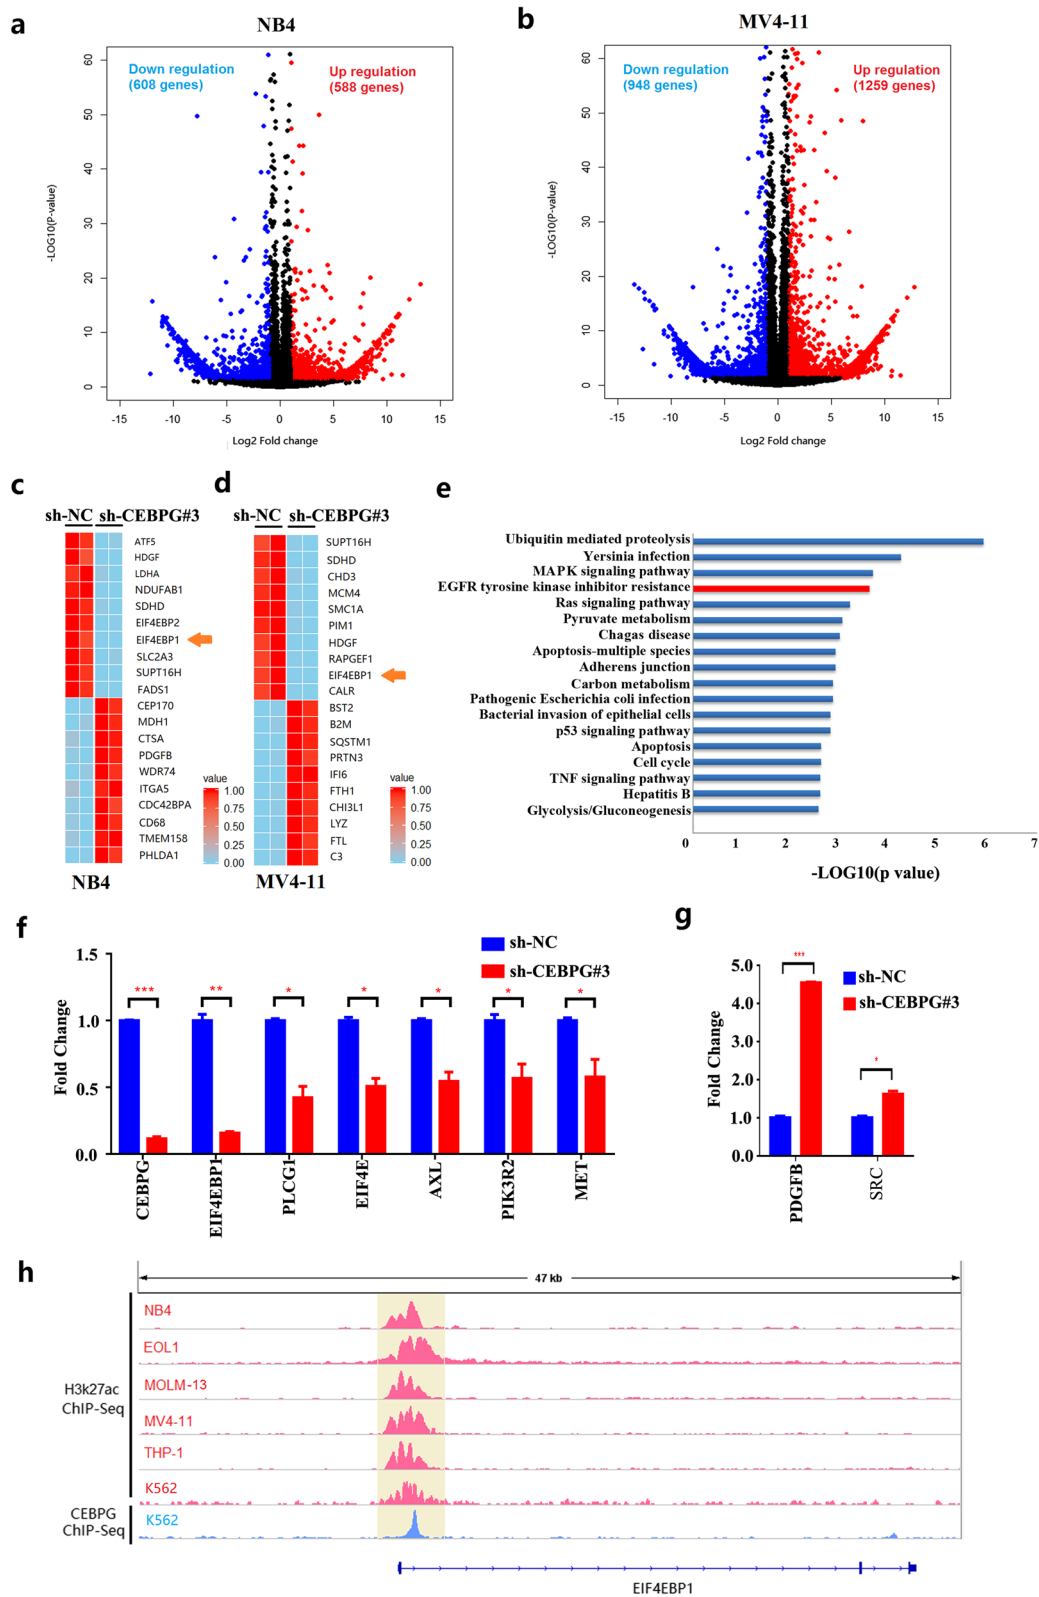 a
NB4
Down regulation
(608 genes)
Up regulation
(588 genes)
-LOG10(P-value)
60
50
40
30
20
10
0
-15
-10
-5
0
5
10
15
Log2 Fold change
b
MV4-11
Down regulation
(948 genes)
Up regulation
(1259 genes)
-LOG10(P-value)
60
50
40
30
20
10
0
-15
-10
-5
0
5
10
15
Log2 Fold change
c
sh-NC
sh-CEBPG#3
ATF5
HDGF
LDHA
NDUFAB1
SDHD
EIF4EBP2
EIF4EBP1
SLC2A3
SUPT16H
FADS1
CEP170
MDH1
CTSA
PDGFB
WDR74
ITGA5
CDC42BPA
CD68
TMEM158
PHLDA1
value
1.00
0.75
0.50
0.25
0.00
NB4
d
sh-NC
sh-CEBPG#3
SUPT16H
SDHD
CHD3
MCM4
SMC1A
PIM1
HDGF
RAPGEF1
EIF4EBP1
CALR
BST2
B2M
SQSTM1
PRTN3
IFI6
FTH1
CHI3L1
LYZ
FTL
C3
value
1.00
0.75
0.50
0.25
0.00
MV4-11
e
Ubiquitin mediated proteolysis
Yersinia infection
MAPK signaling pathway
EGFR tyrosine kinase inhibitor resistance
Ras signaling pathway
Pyruvate metabolism
Chagas disease
Apoptosis-multiple species
Adherens junction
Carbon metabolism
Pathogenic Escherichia coli infection
Bacterial invasion of epithelial cells
p53 signaling pathway
Apoptosis
Cell cycle
TNF signaling pathway
Hepatitis B
Glycolysis/Gluconeogenesis
0
1
2
3
4
5
6
7
-LOG10(p value)
f
sh-NC
sh-CEBPG#3
Fold Change
1.5
1.0
0.5
0.0
***
**
*
*
*
*
*
CEBPG
EIF4EBP1
PLCG1
EIF4E
AXL
PIK3R2
MET
g
sh-NC
sh-CEBPG#3
Fold Change
5.0
4.0
3.0
2.0
1.0
0.0
***
*
PDGFB
SRC
h
47 kb
H3k27ac
ChIP-Seq
NB4
EOL1
MOLM-13
MV4-11
THP-1
K562
CEBPG
ChIP-Seq
K562
EIF4EBP1